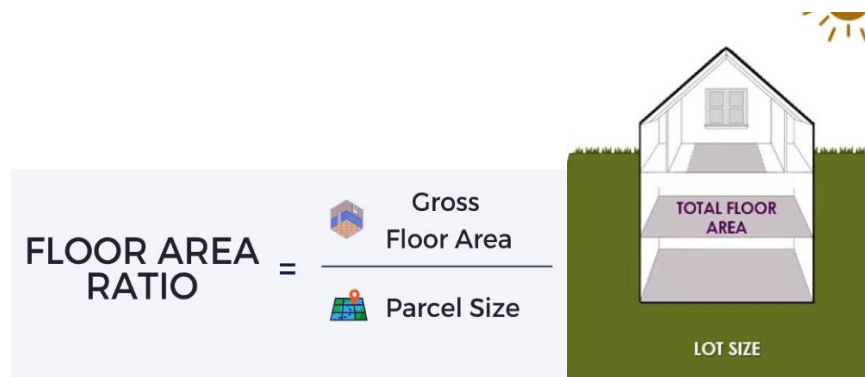 FLOOR AREA
RATIO
=
Gross
Floor Area
Parcel Size
TOTAL FLOOR
AREA
LOT SIZE